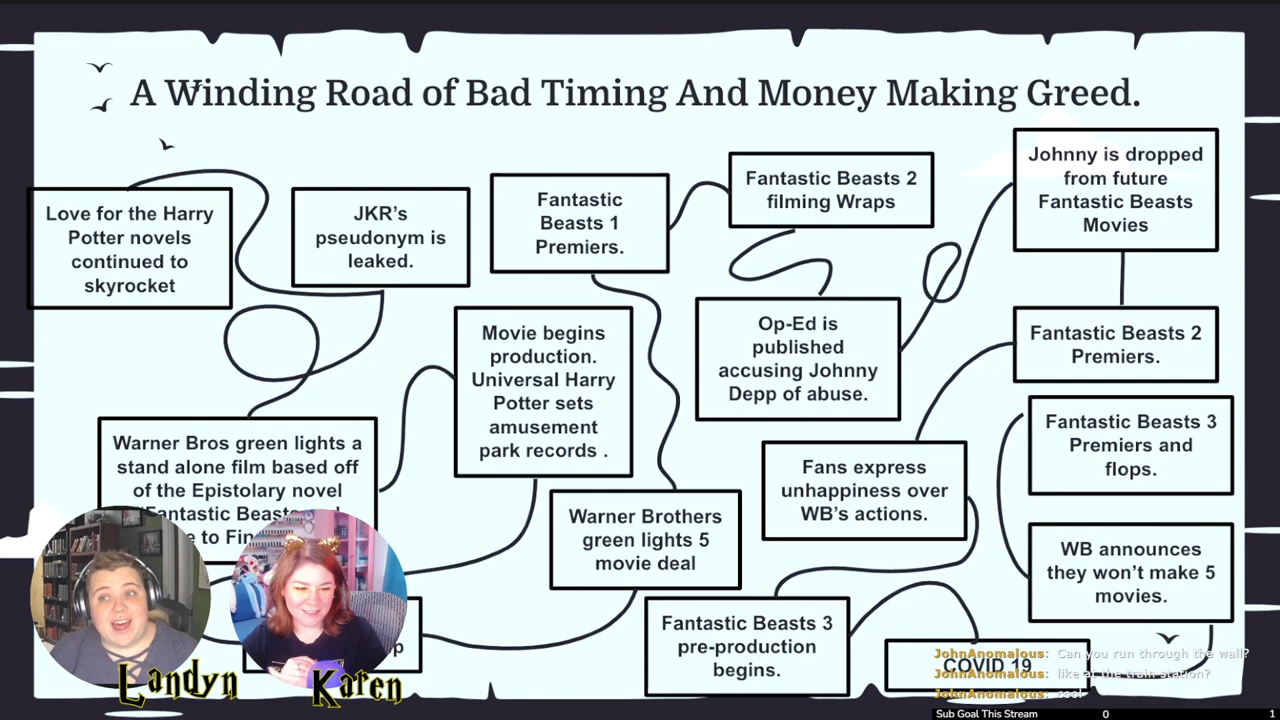 A Winding Road of Bad Timing And Money Making Greed.
Love for the Harry
Potter novels
continued to
skyrocket
JKR's
pseudonym is
leaked.
Fantastic
Beasts 1
Premiers.
Fantastic Beasts 2
filming Wraps
Johnny is dropped
from future
Fantastic Beasts
Movies
Movie begins
production.
Universal Harry
Potter sets
amusement
park records .
Op-Ed is
published
accusing Johnny
Depp of abuse.
Fantastic Beasts 2
Premiers.
Warner Bros green lights a
stand alone film based off
of the Epistolary novel
Fantastic Beasts
to
Warner Brothers
green lights 5
movie deal
Fans express
unhappiness over
WB's actions.
Fantastic Beasts 3
Premiers and
flops.
WB announces
they won't make 5
movies.
Fantastic Beasts 3
pre-production
begins.
COVID 19
Landyn
Karen
JohnAnomalous: Can you run through the wall?
JohnAnomalous: like at the train station?
JohnAnomalous:
Sub Goal This Stream 0 1